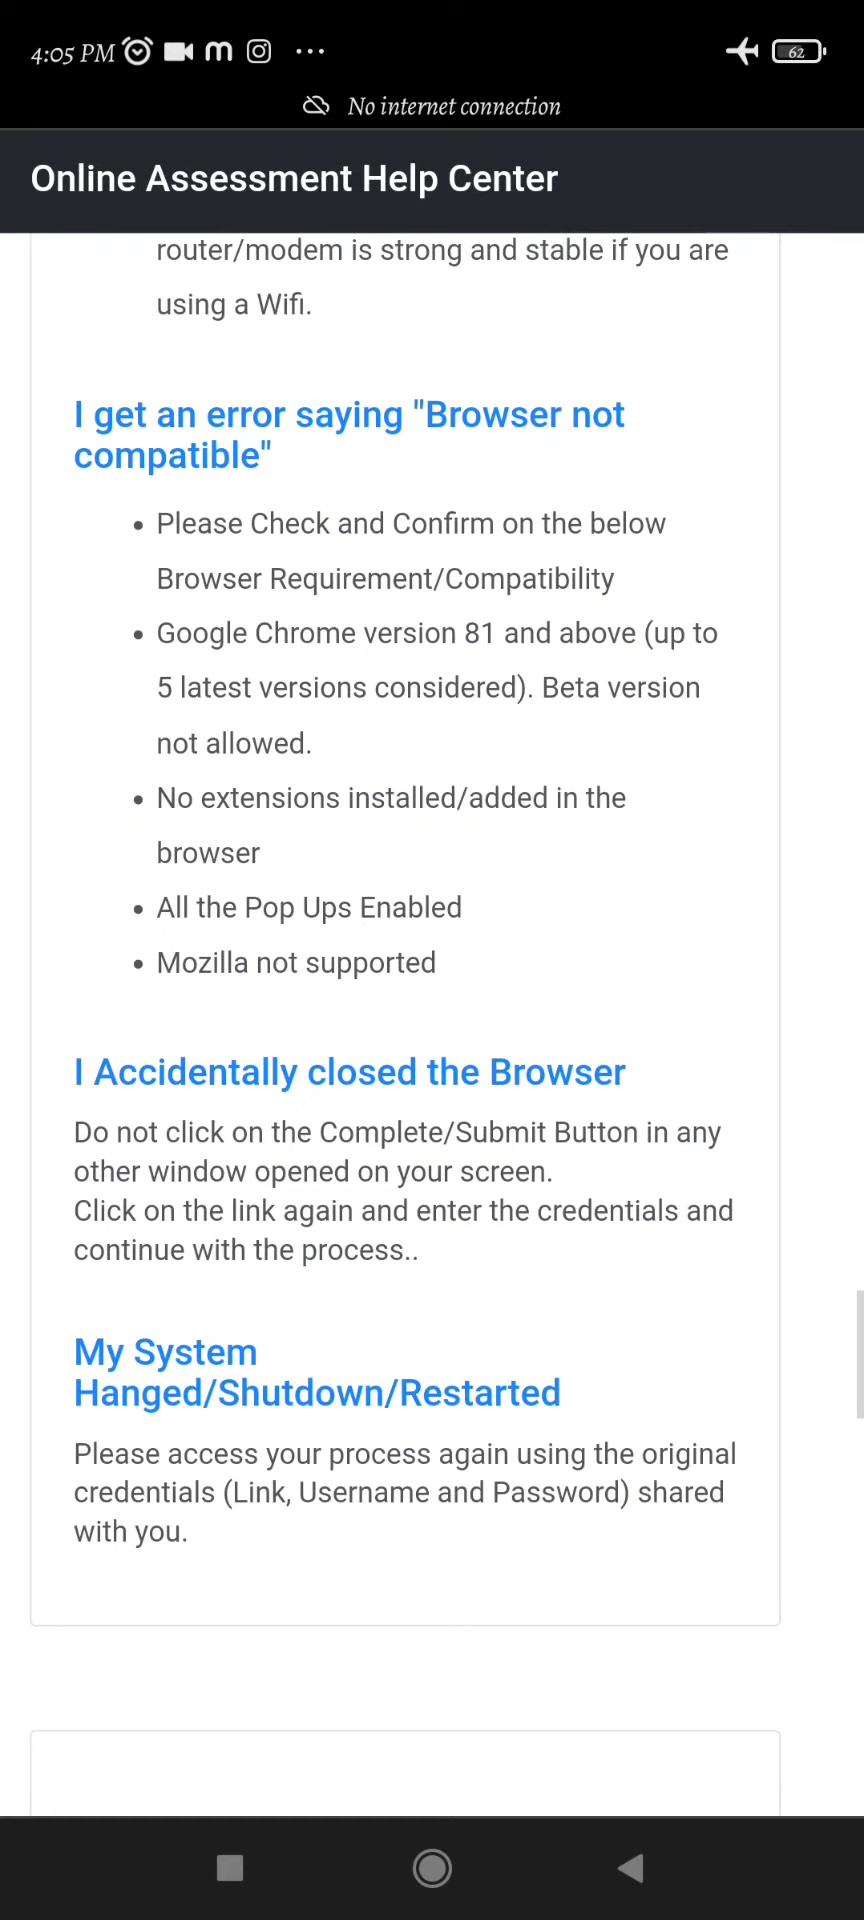 4:05 PM m ...
62
No internet connection
Online Assessment Help Center
router/modem is strong and stable if you are
using a Wifi.
I get an error saying "Browser not
compatible"
• Please Check and Confirm on the below
Browser Requirement/Compatibility
• Google Chrome version 81 and above (up to
5 latest versions considered). Beta version
not allowed.
• No extensions installed/added in the
browser
• All the Pop Ups Enabled
• Mozilla not supported
I Accidentally closed the Browser
Do not click on the Complete/Submit Button in any
other window opened on your screen.
Click on the link again and enter the credentials and
continue with the process..
My System
Hanged/Shutdown/Restarted
Please access your process again using the original
credentials (Link, Username and Password) shared
with you.